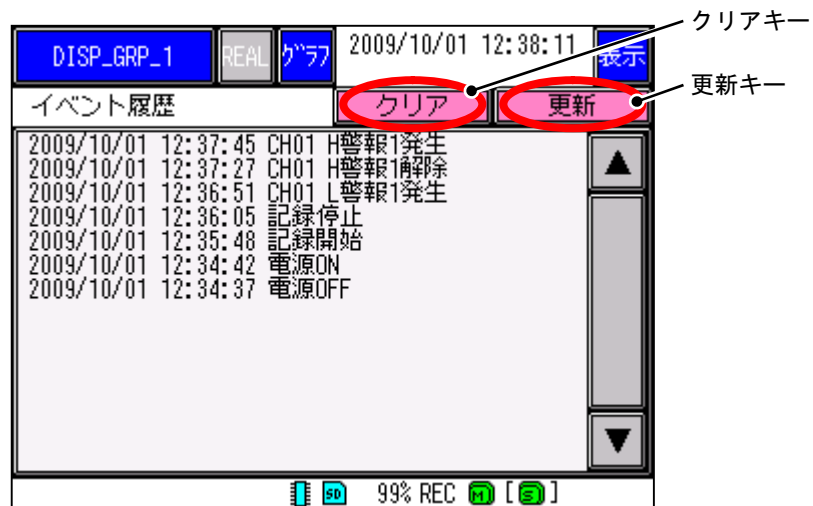 クリアキー
DISP_GRP_1 REAL グラフ 2009/10/01 12:38:11 表示
更新キー
イベント履歴 クリア 更新
2009/10/01 12:37:45 CH01 H警報1発生
2009/10/01 12:37:27 CH01 H警報1解除
2009/10/01 12:36:51 CH01 L警報1発生
2009/10/01 12:36:05 記録停止
2009/10/01 12:35:48 記録開始
2009/10/01 12:34:42 電源ON
2009/10/01 12:34:37 電源OFF
▲
▼
SD 99% REC M [S]